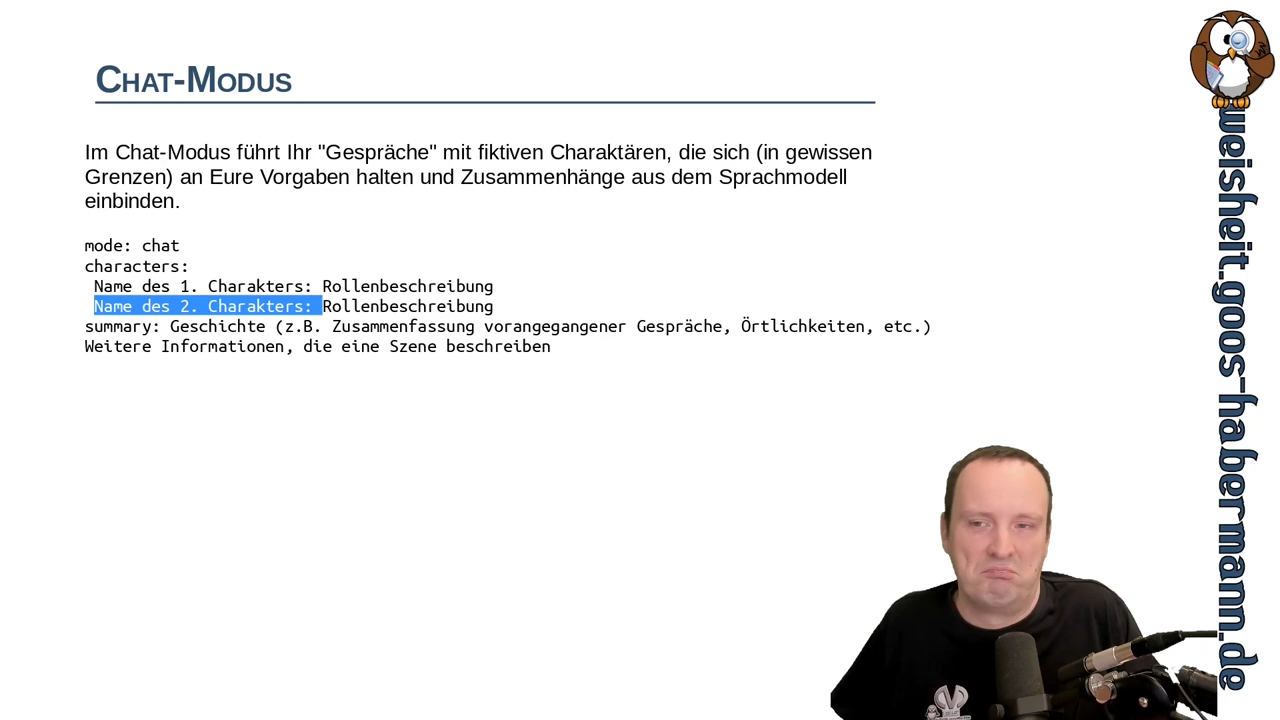 Chat-Modus
Im Chat-Modus führt Ihr "Gespräche" mit fiktiven Charaktären, die sich (in gewissen
Grenzen) an Eure Vorgaben halten und Zusammenhänge aus dem Sprachmodell
einbinden.
mode: chat
characters:
Name des 1. Charakters: Rollenbeschreibung
Name des 2. Charakters: Rollenbeschreibung
summary: Geschichte (z.B. Zusammenfassung vorangegangener Gespräche, Örtlichkeiten, etc.)
Weitere Informationen, die eine Szene beschreiben
weisheit.goos-habermann.de